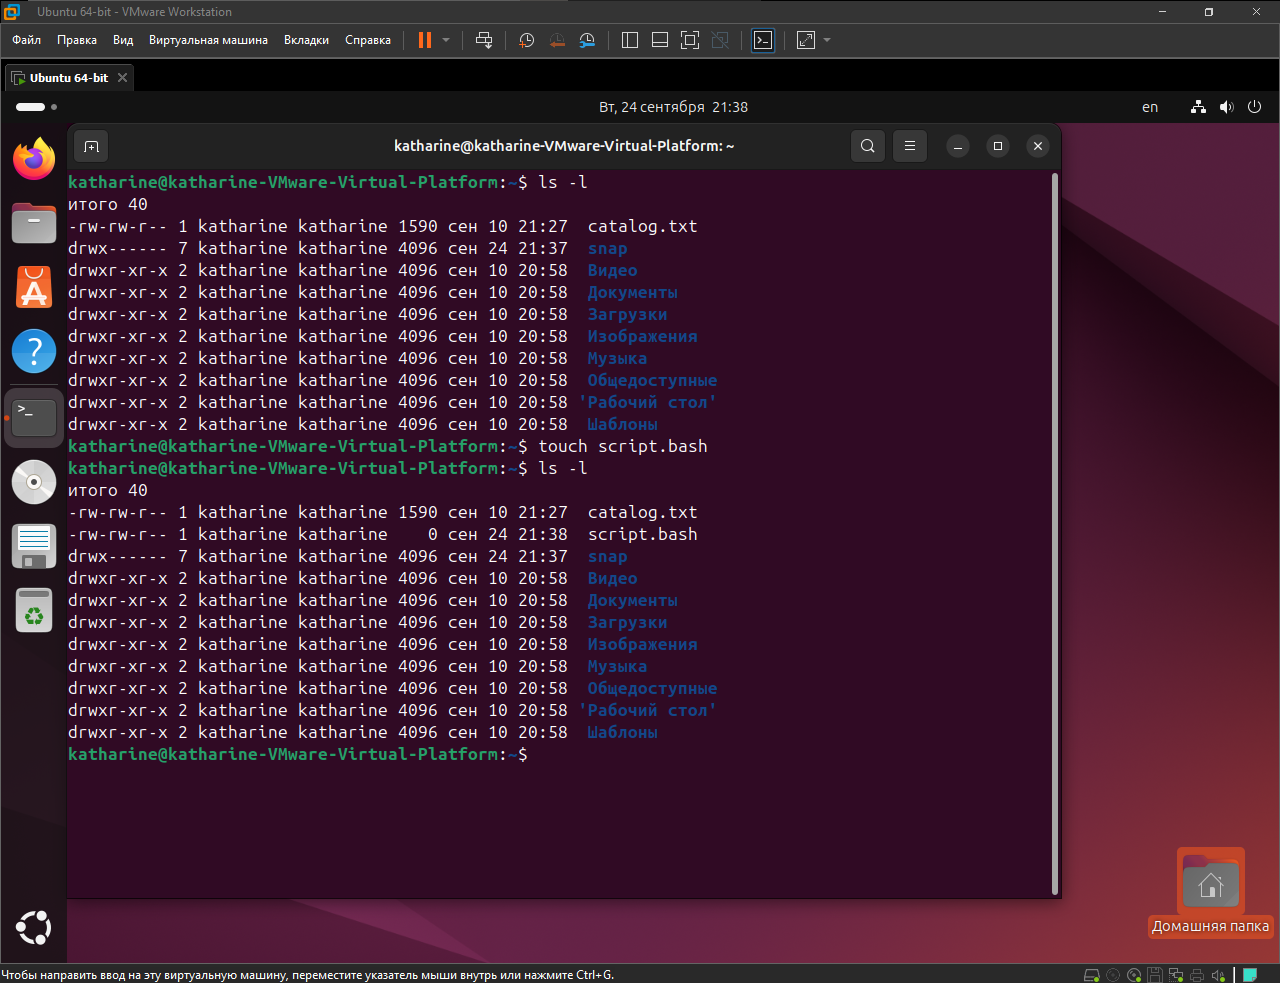 Ubuntu 64-bit - VMware Workstation
Файл Правка Вид Виртуальная машина Вкладки Справка
Ubuntu 64-bit
Вт, 24 сентября 21:38
en
katharine@katharine-VMware-Virtual-Platform: ~
katharine@katharine-VMware-Virtual-Platform:~$ ls -l
итого 40
-rw-rw-r-- 1 katharine katharine 1590 сен 10 21:27  catalog.txt
drwx------ 7 katharine katharine 4096 сен 24 21:37  snap
drwxr-xr-x 2 katharine katharine 4096 сен 10 20:58  Видео
drwxr-xr-x 2 katharine katharine 4096 сен 10 20:58  Документы
drwxr-xr-x 2 katharine katharine 4096 сен 10 20:58  Загрузки
drwxr-xr-x 2 katharine katharine 4096 сен 10 20:58  Изображения
drwxr-xr-x 2 katharine katharine 4096 сен 10 20:58  Музыка
drwxr-xr-x 2 katharine katharine 4096 сен 10 20:58  Общедоступные
drwxr-xr-x 2 katharine katharine 4096 сен 10 20:58 'Рабочий стол'
drwxr-xr-x 2 katharine katharine 4096 сен 10 20:58  Шаблоны
katharine@katharine-VMware-Virtual-Platform:~$ touch script.bash
katharine@katharine-VMware-Virtual-Platform:~$ ls -l
итого 40
-rw-rw-r-- 1 katharine katharine 1590 сен 10 21:27  catalog.txt
-rw-rw-r-- 1 katharine katharine    0 сен 24 21:38  script.bash
drwx------ 7 katharine katharine 4096 сен 24 21:37  snap
drwxr-xr-x 2 katharine katharine 4096 сен 10 20:58  Видео
drwxr-xr-x 2 katharine katharine 4096 сен 10 20:58  Документы
drwxr-xr-x 2 katharine katharine 4096 сен 10 20:58  Загрузки
drwxr-xr-x 2 katharine katharine 4096 сен 10 20:58  Изображения
drwxr-xr-x 2 katharine katharine 4096 сен 10 20:58  Музыка
drwxr-xr-x 2 katharine katharine 4096 сен 10 20:58  Общедоступные
drwxr-xr-x 2 katharine katharine 4096 сен 10 20:58 'Рабочий стол'
drwxr-xr-x 2 katharine katharine 4096 сен 10 20:58  Шаблоны
katharine@katharine-VMware-Virtual-Platform:~$
Домашняя папка
Чтобы направить ввод на эту виртуальную машину, переместите указатель мыши внутрь или нажмите Ctrl+G.